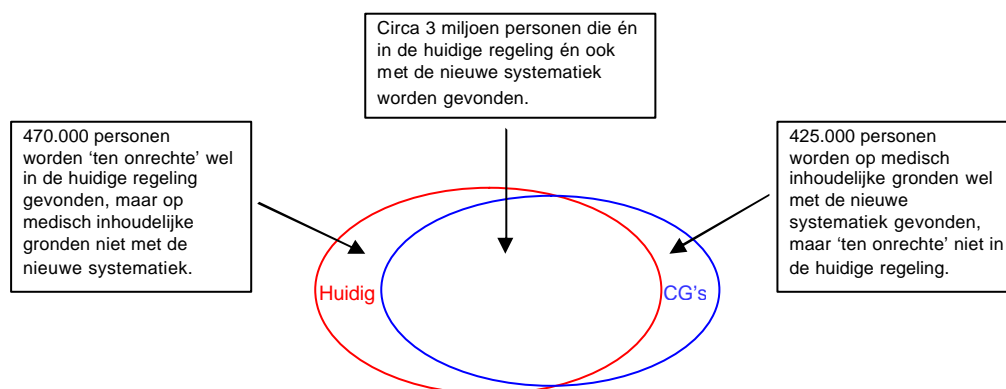 Circa 3 miljoen personen die én
in de huidige regeling én ook
met de nieuwe systematiek
worden gevonden.
470.000 personen
worden ‘ten onrechte’ wel
in de huidige regeling
gevonden, maar op
medisch inhoudelijke
gronden niet met de
nieuwe systematiek.
425.000 personen
worden op medisch
inhoudelijke gronden wel
met de nieuwe
systematiek gevonden,
maar ‘ten onrechte’ niet in
de huidige regeling.
Huidig
CG’s